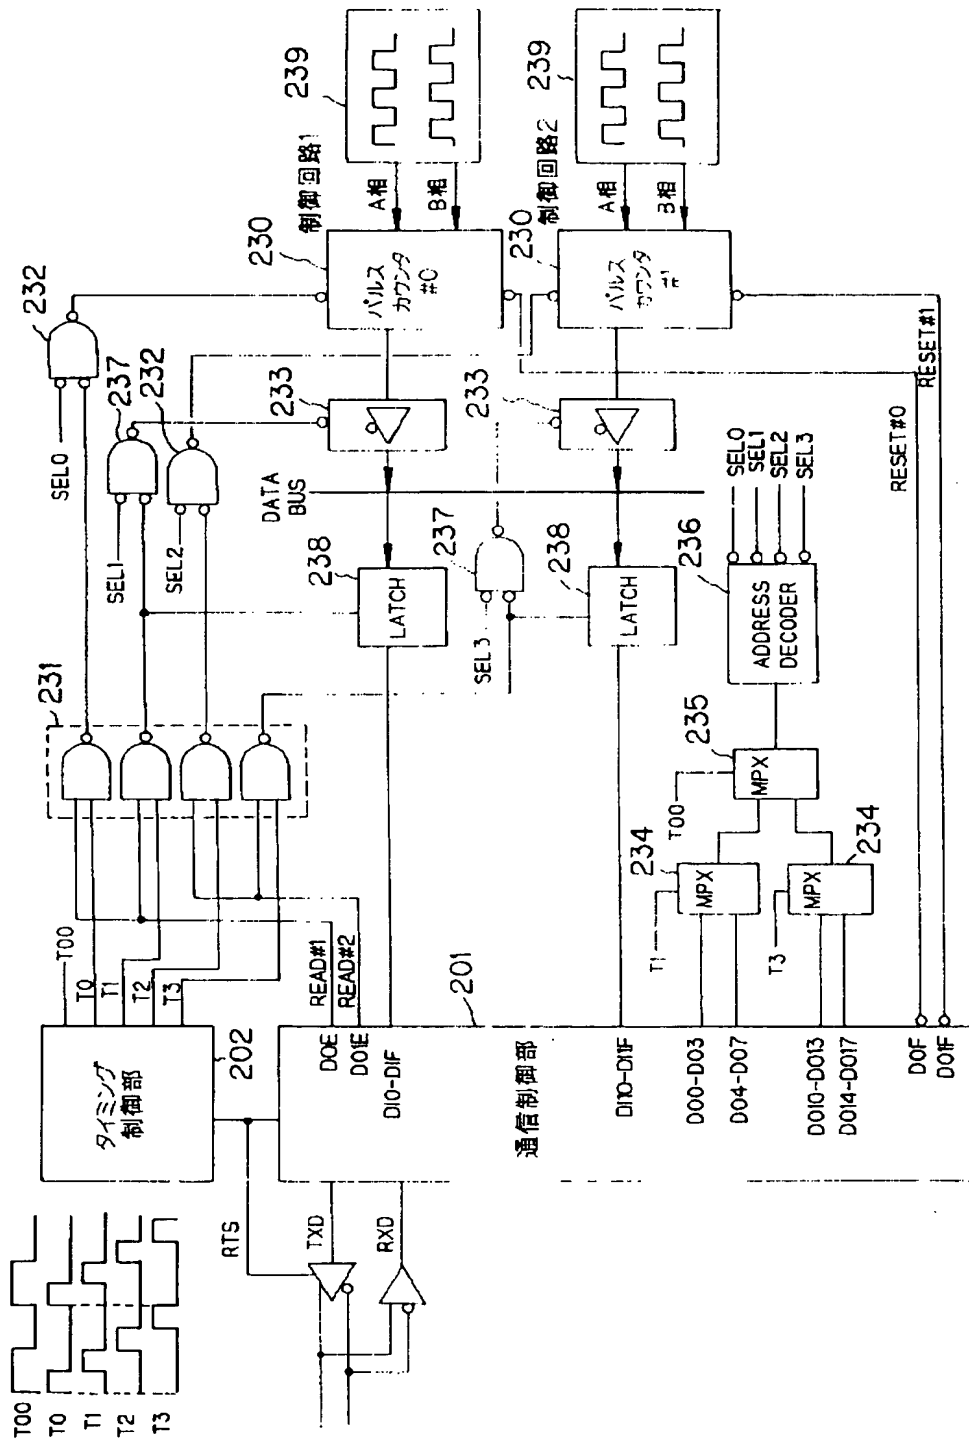 T00
T0
T1
T2
T3
タイミング
制御部
202
T00
T0
T1
T2
T3
231
232
SEL0
237
SEL1
232
SEL2
RTS
TXD
RXD
通信制御部
201
READ#1
READ#2
D0E
D01E
DI0-DIF
DI10-DI1F
D00-D03
D04-D07
D010-D013
D014-D017
D0F
D01F
LATCH
238
DATA
BUS
233
パルス
カウンタ
#0
230
制御回路1
A相
B相
239
SEL3
237
LATCH
238
233
パルス
カウンタ
230
制御回路2
A相
B相
239
T1
MPX
234
T3
MPX
234
T00
MPX
235
ADDRESS
DECODER
236
SEL0
SEL1
SEL2
SEL3
RESET#0
RESET#1